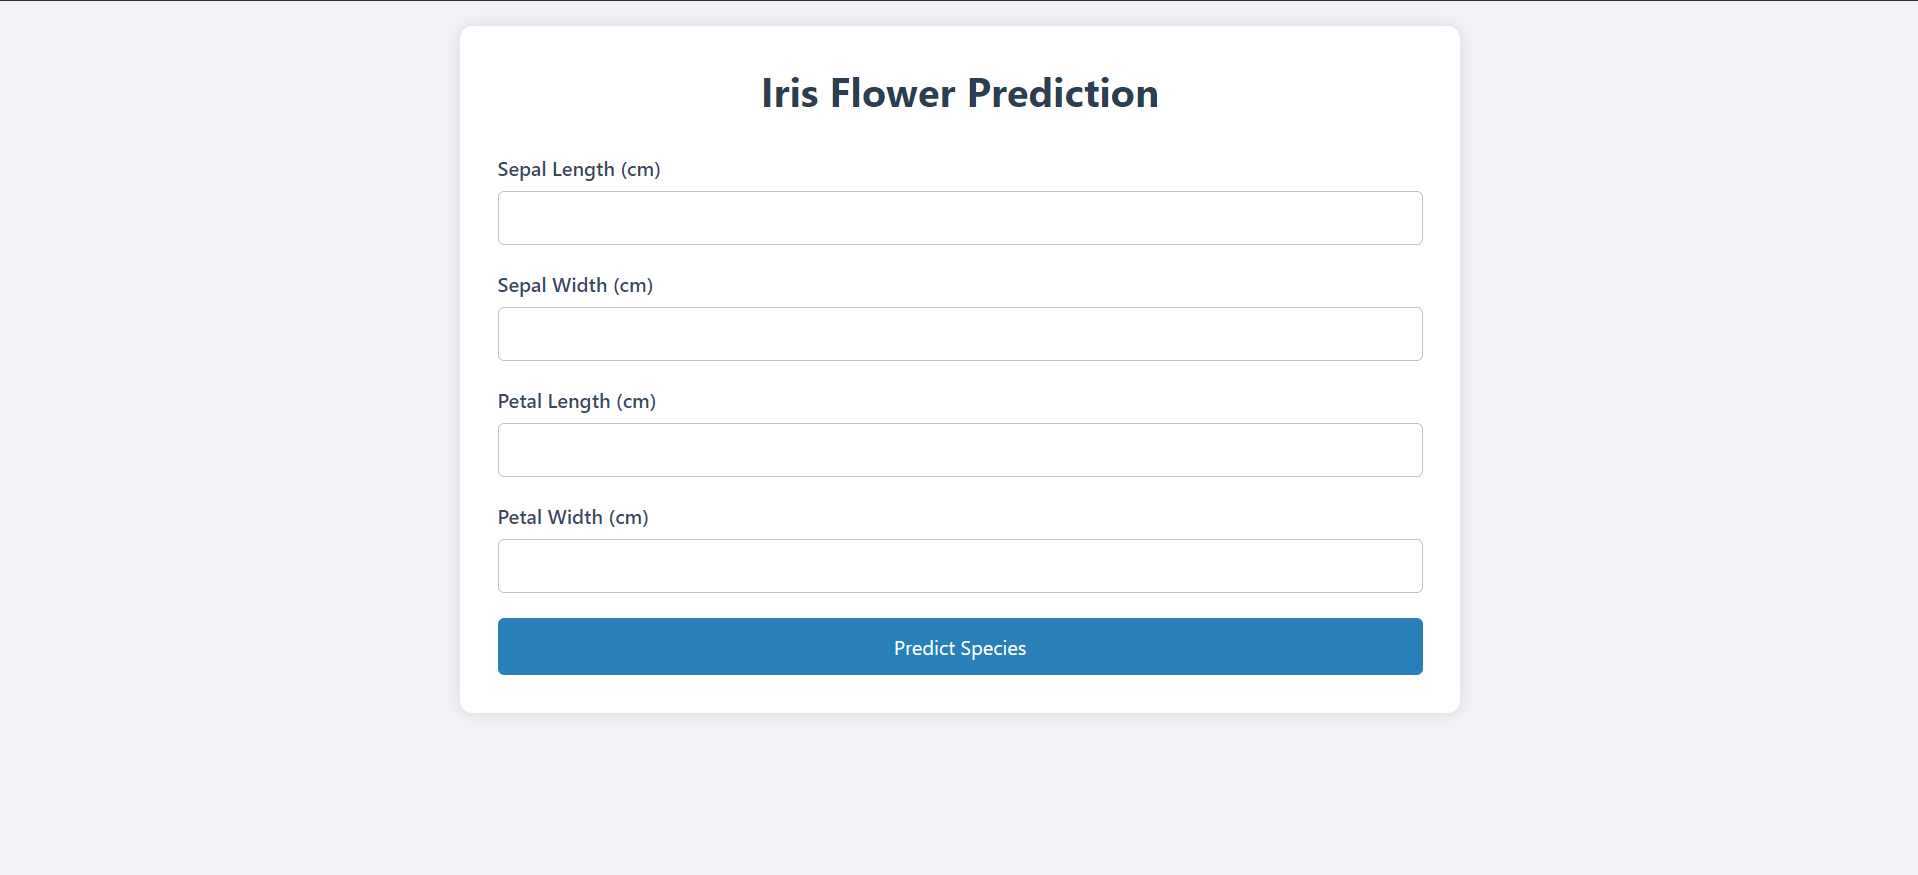 Iris Flower Prediction
Sepal Length (cm)
Sepal Width (cm)
Petal Length (cm)
Petal Width (cm)
Predict Species